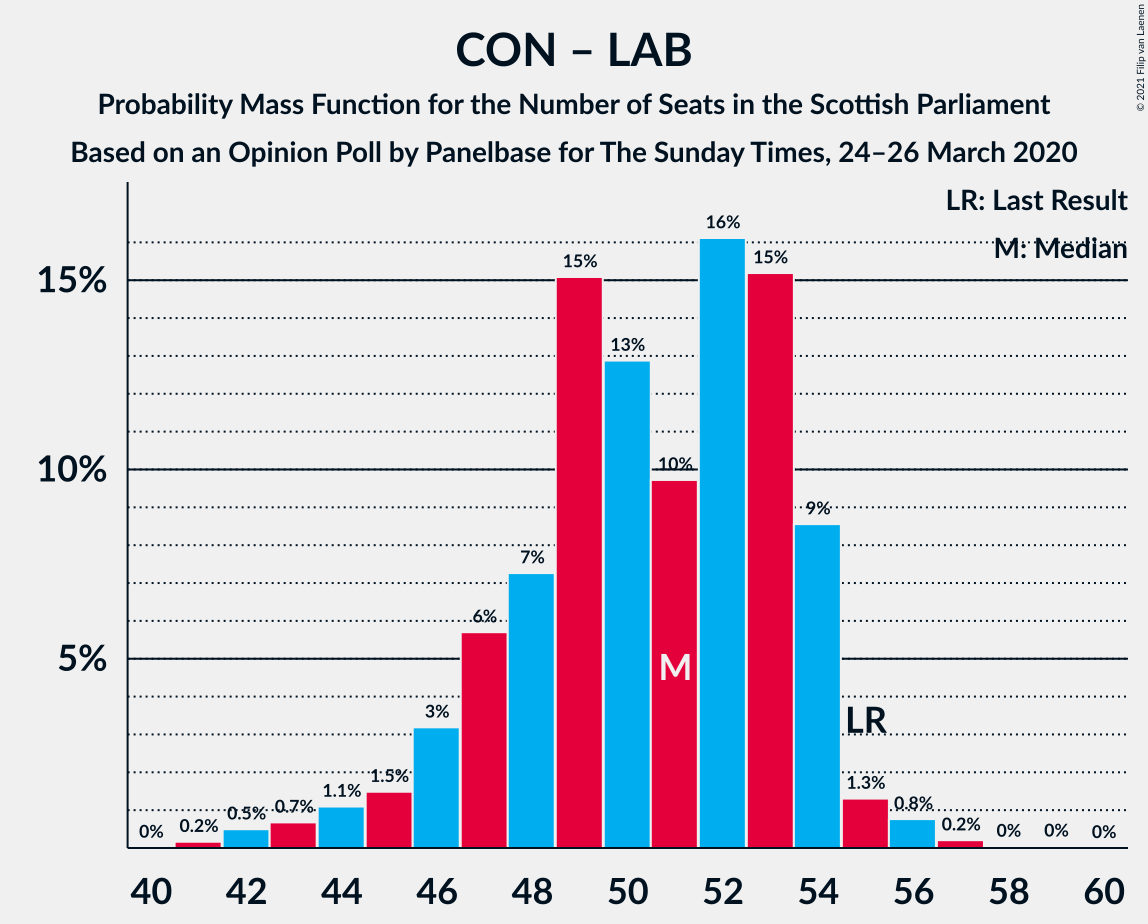 CON – LAB
Probability Mass Function for the Number of Seats in the Scottish Parliament
Based on an Opinion Poll by Panelbase for The Sunday Times, 24–26 March 2020
© 2021 Filip van Laenen
LR: Last Result
M: Median
15%
10%
5%
0%
0.2%
0.5%
0.7%
1.1%
1.5%
3%
6%
7%
15%
13%
10%
16%
15%
9%
1.3%
0.8%
0.2%
0%
0%
0%
M
LR
40 42 44 46 48 50 52 54 56 58 60